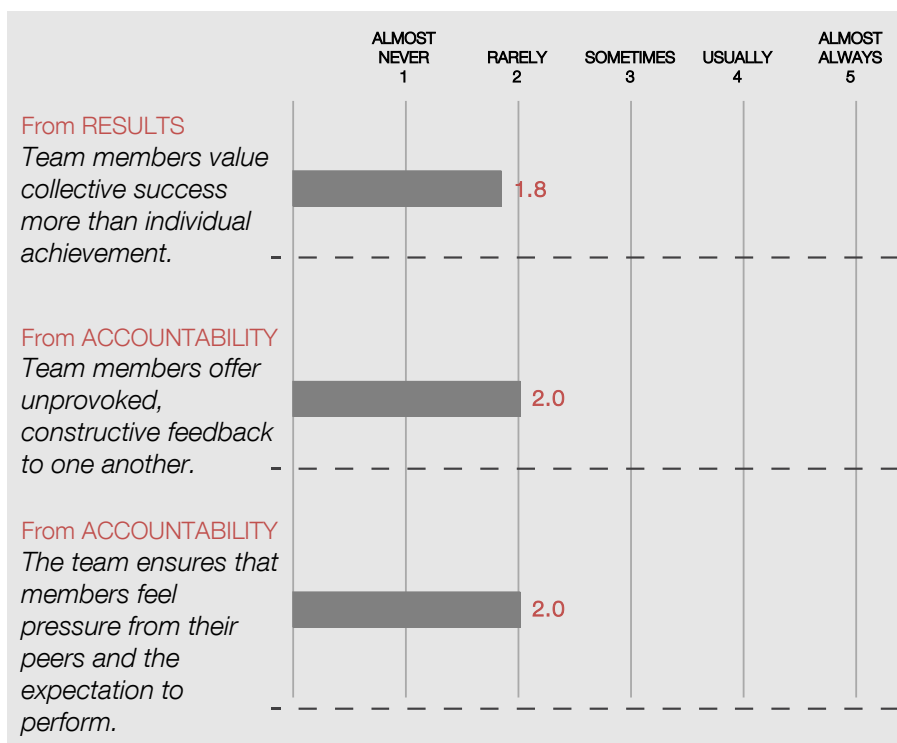 ALMOST NEVER 1
RARELY 2
SOMETIMES 3
USUALLY 4
ALMOST ALWAYS 5
From RESULTS
Team members value
collective success
more than individual
achievement.
1.8
From ACCOUNTABILITY
Team members offer
unprovoked,
constructive feedback
to one another.
2.0
From ACCOUNTABILITY
The team ensures that
members feel
pressure from their
peers and the
expectation to
perform.
2.0